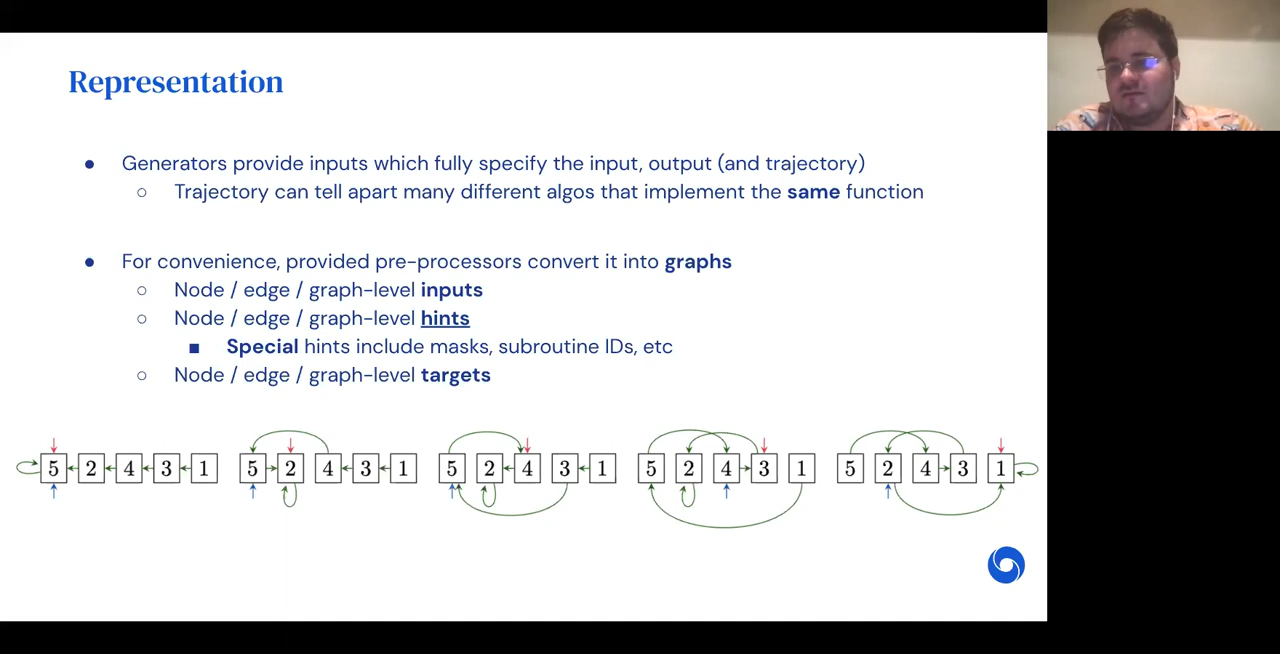 Representation
● Generators provide inputs which fully specify the input, output (and trajectory)
○ Trajectory can tell apart many different algos that implement the same function
● For convenience, provided pre-processors convert it into graphs
○ Node / edge / graph-level inputs
○ Node / edge / graph-level hints
■ Special hints include masks, subroutine IDs, etc
○ Node / edge / graph-level targets
5 2 4 3 1 5 2 4 3 1 5 2 4 3 1 5 2 4 3 1 5 2 4 3 1